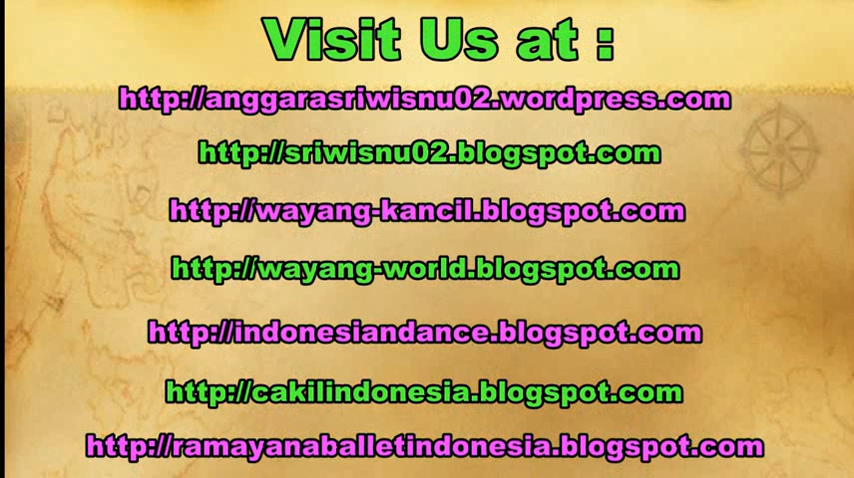 Visit Us at :
http://anggarasriwisnu02.wordpress.com
http://sriwisnu02.blogspot.com
http://wayang-kancil.blogspot.com
http://wayang-world.blogspot.com
http://indonesiandance.blogspot.com
http://cakilindonesia.blogspot.com
http://ramayanaballetindonesia.blogspot.com